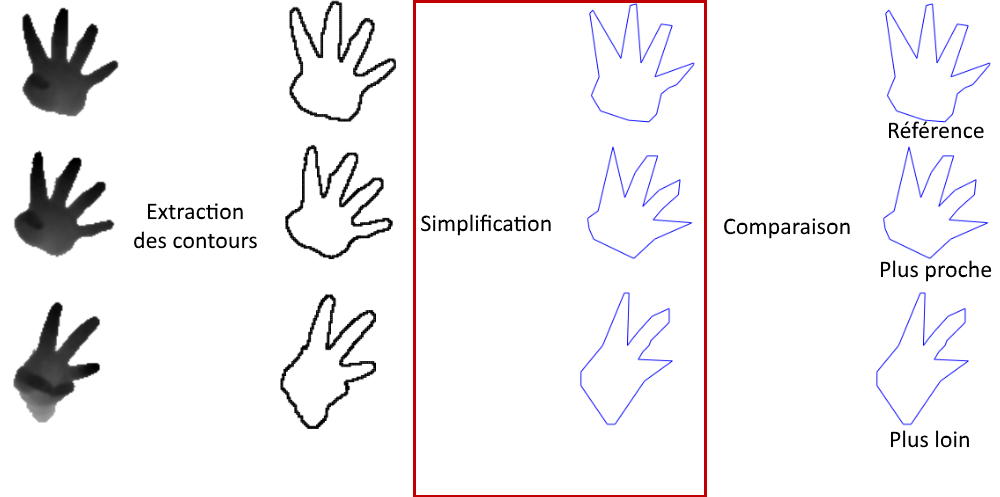 Extraction
des contours
Simplification
Comparaison
Référence
Plus proche
Plus loin